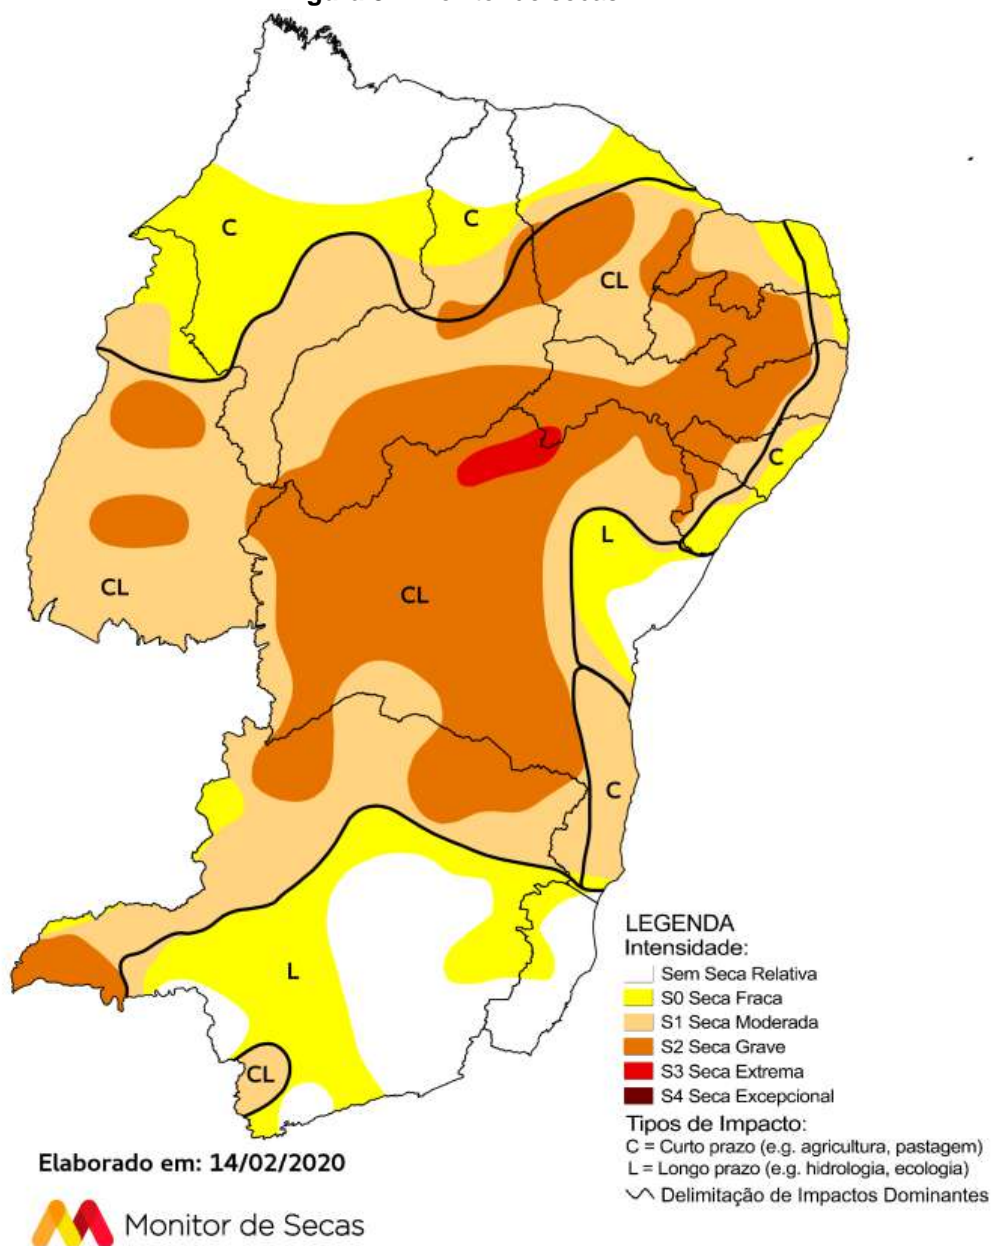 C
C
CL
C
L
CL
CL
C
L
CL
LEGENDA
Intensidade:
Sem Seca Relativa
S0 Seca Fraca
S1 Seca Moderada
S2 Seca Grave
S3 Seca Extrema
S4 Seca Excepcional
Tipos de Impacto:
C = Curto prazo (e.g. agricultura, pastagem)
L = Longo prazo (e.g. hidrologia, ecologia)
Delimitação de Impactos Dominantes
Elaborado em: 14/02/2020
Monitor de Secas